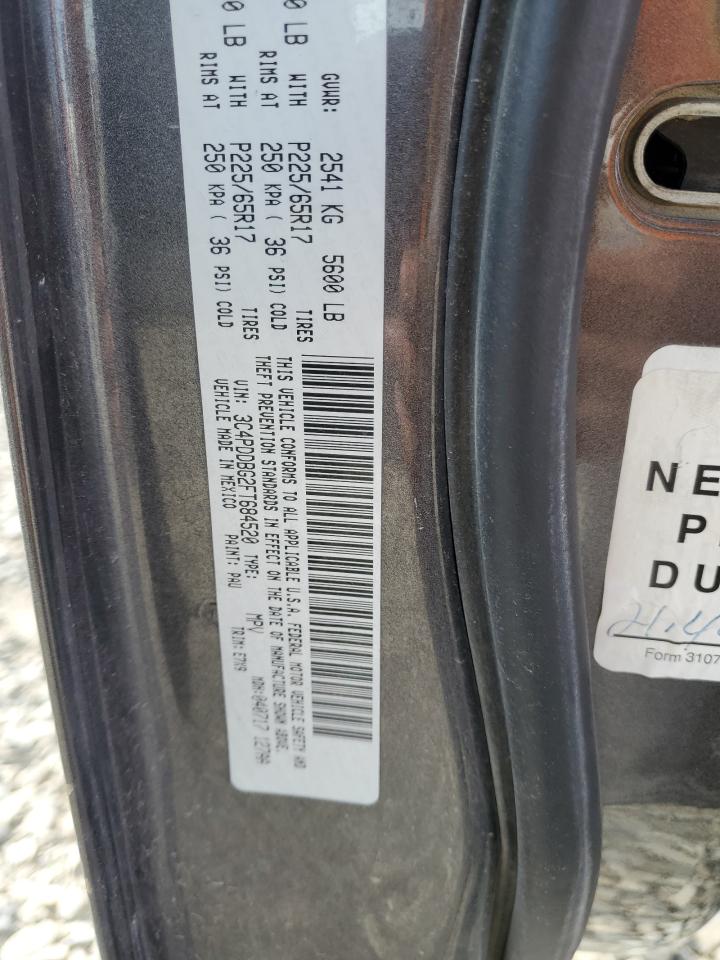 GVWR: 2541 KG 5600 LB
0 LB WITH P225/65R17 TIRES
RIMS AT 250 KPA ( 36 PSI) COLD
0 LB WITH P225/65R17 TIRES
RIMS AT 250 KPA ( 36 PSI) COLD
THIS VEHICLE CONFORMS TO ALL APPLICABLE U.S.A. FEDERAL MOTOR VEHICLE SAFETY AND
THEFT PREVENTION STANDARDS IN EFFECT ON THE DATE OF MANUFACTURE SHOWN ABOVE.
VIN: 3C4PDDBG2FT684520 TYPE: MPV
VEHICLE MADE IN MEXICO PAINT: PAU TRIM: E7X9
NE
P
DU
Form 3107